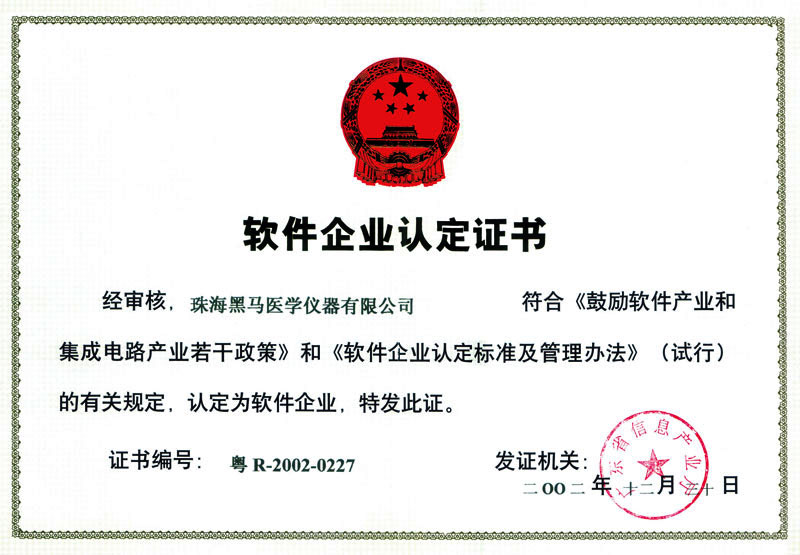 软件企业认定证书
经审核，珠海黑马医学仪器有限公司 符合《鼓励软件产业和
集成电路产业若干政策》和《软件企业认定标准及管理办法》（试行）
的有关规定，认定为软件企业，特发此证。
证书编号：粤 R-2002-0227 发证机关：
广东省信息产业厅
二OO二年 十二月 三十日